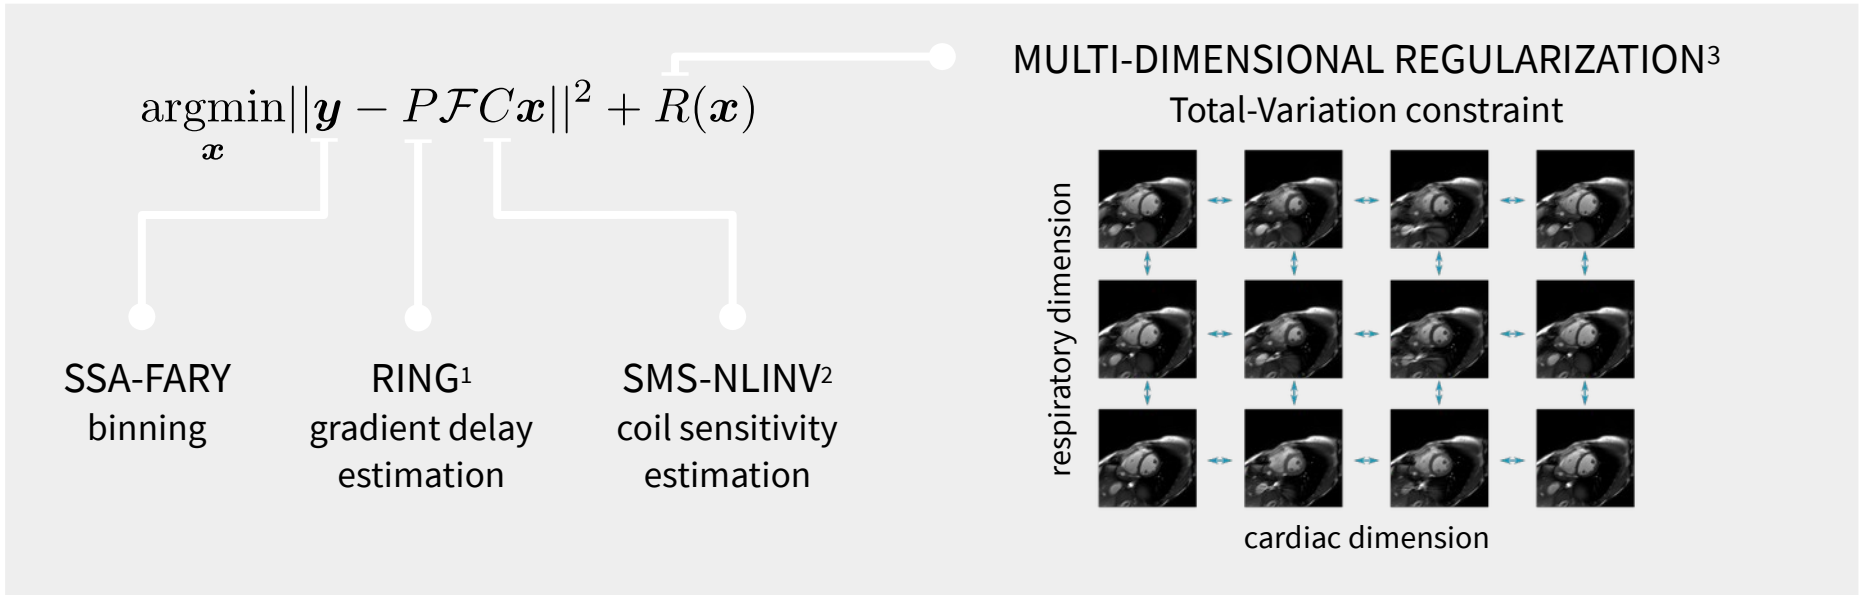 argmin||y − PℱCx||² + R(x)
x
SSA-FARY
binning
RING¹
gradient delay
estimation
SMS-NLINV²
coil sensitivity
estimation
MULTI-DIMENSIONAL REGULARIZATION³
Total-Variation constraint
respiratory dimension
cardiac dimension